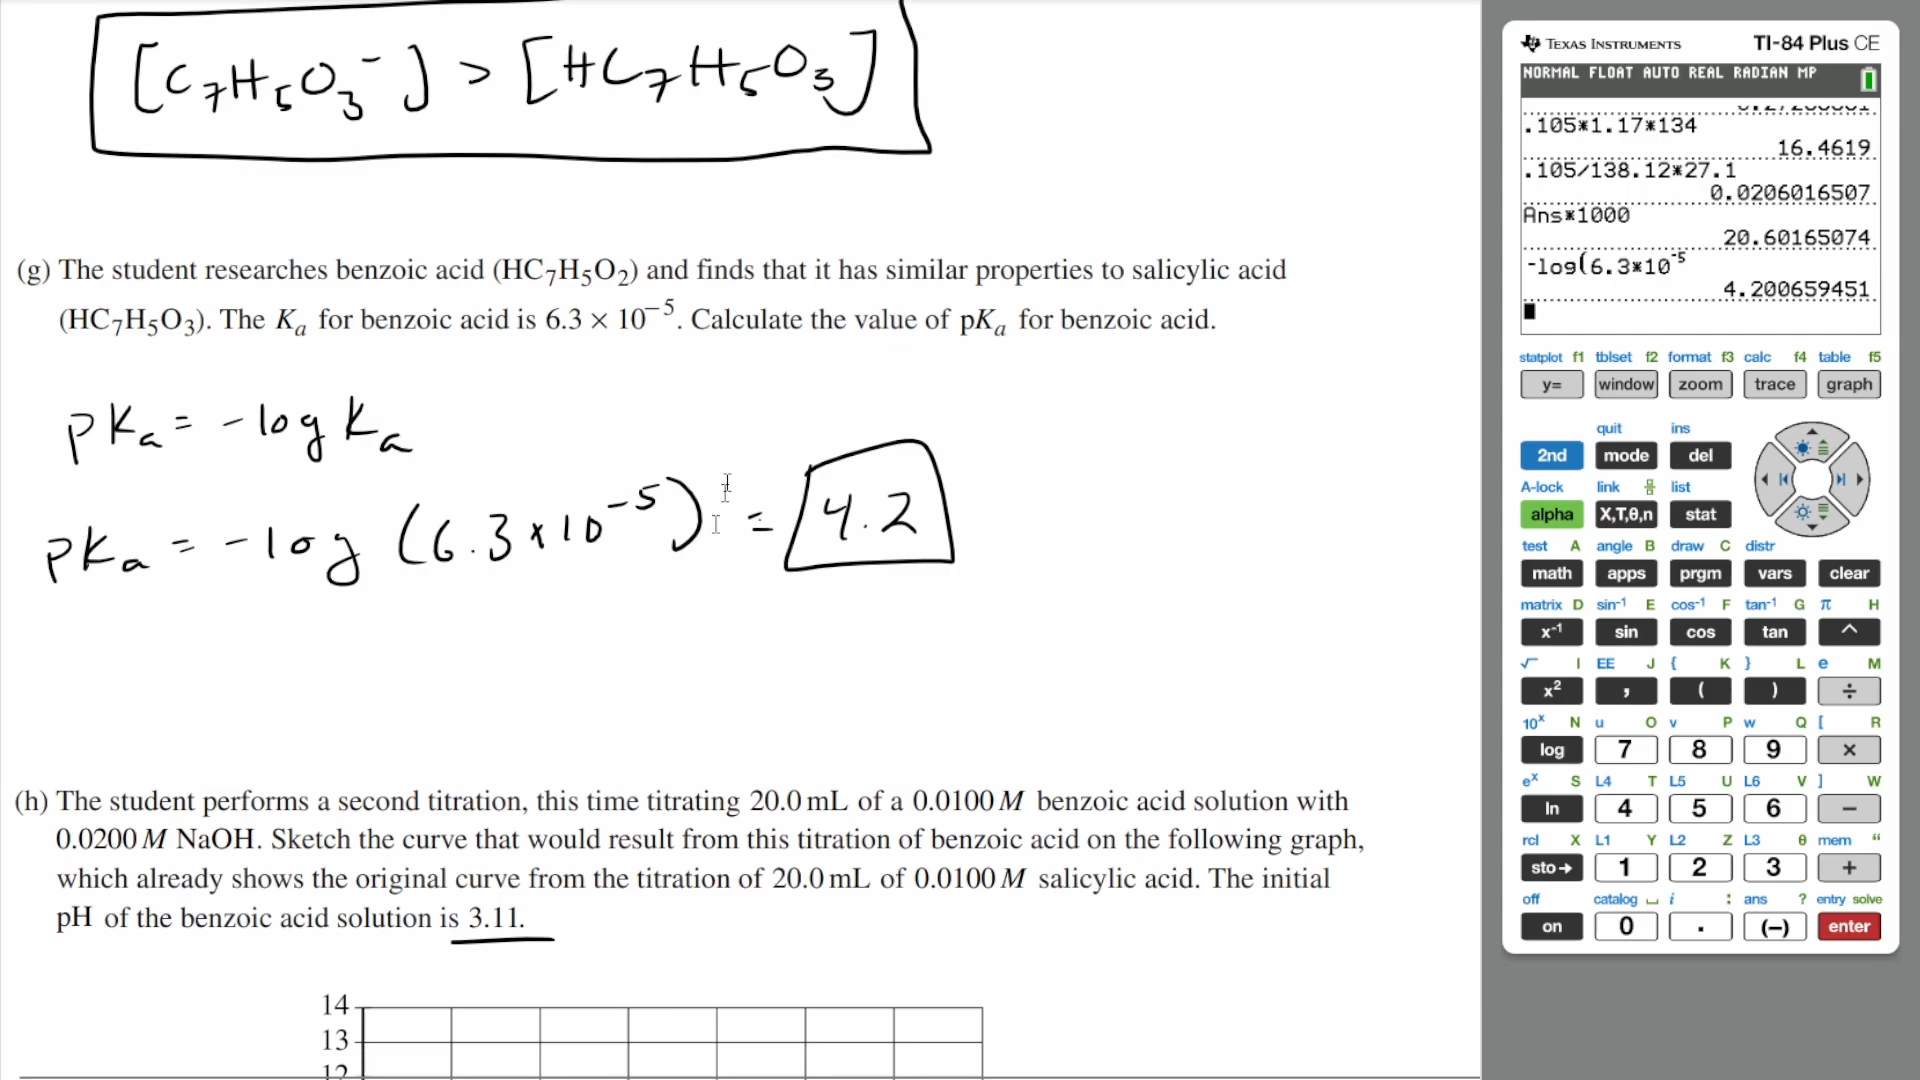 [C₇H₅O₃⁻] > [HC₇H₅O₃]
(g) The student researches benzoic acid (HC₇H₅O₂) and finds that it has similar properties to salicylic acid
(HC₇H₅O₃). The Kₐ for benzoic acid is 6.3 × 10⁻⁵. Calculate the value of pKₐ for benzoic acid.
pKₐ = -log Kₐ
pKₐ = -log (6.3 x 10⁻⁵) = 4.2
(h) The student performs a second titration, this time titrating 20.0 mL of a 0.0100 M benzoic acid solution with
0.0200 M NaOH. Sketch the curve that would result from this titration of benzoic acid on the following graph,
which already shows the original curve from the titration of 20.0 mL of 0.0100 M salicylic acid. The initial
pH of the benzoic acid solution is 3.11.
14
13
12
TEXAS INSTRUMENTS TI-84 Plus CE
NORMAL FLOAT AUTO REAL RADIAN MP
.105*1.17*134
16.4619
.105/138.12*27.1
0.0206016507
Ans*1000
20.60165074
-log(6.3*10⁻⁵
4.200659451
statplot f1 tblset f2 format f3 calc f4 table f5
y= window zoom trace graph
quit ins
2nd mode del
A-lock link list
alpha X,T,θ,n stat
test A angle B draw C distr
math apps prgm vars clear
matrix D sin⁻¹ E cos⁻¹ F tan⁻¹ G π H
x⁻¹ sin cos tan ^
√ I EE J { K } L e M
x² , ( ) ÷
10ˣ N u O v P w Q [ R
log 7 8 9 ×
eˣ S L4 T L5 U L6 V ] W
ln 4 5 6 −
rcl X L1 Y L2 Z L3 θ mem “
sto→ 1 2 3 +
off catalog i : ans ? entry solve
on 0 . (−) enter